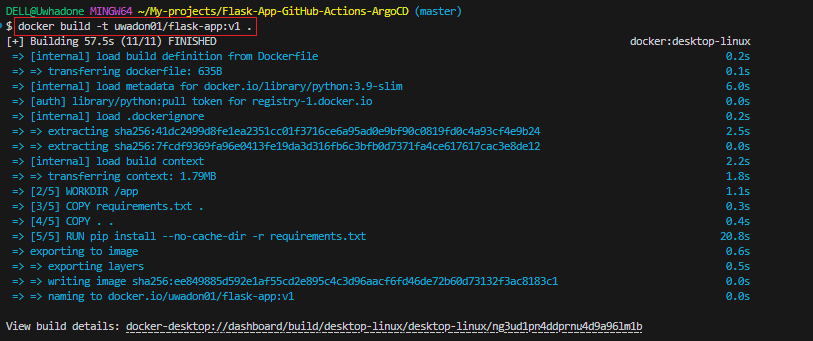 DELL@Uwhadone MINGW64 ~/My-projects/Flask-App-GitHub-Actions-ArgoCD (master)
$ docker build -t uwadon01/flask-app:v1 .
[+] Building 57.5s (11/11) FINISHED docker:desktop-linux
=> [internal] load build definition from Dockerfile 0.2s
=> => transferring dockerfile: 635B 0.1s
=> [internal] load metadata for docker.io/library/python:3.9-slim 6.0s
=> [auth] library/python:pull token for registry-1.docker.io 0.0s
=> [internal] load .dockerignore 0.2s
=> => extracting sha256:41dc2499d8fe1ea2351cc01f3716ce6a95ad0e9bf90c0819fd0c4a93cf4e9b24 2.5s
=> => extracting sha256:7fcdf9369fa96e0413fe19da3d316fb6c3bfb0d7371fa4ce617617cac3e8de12 0.0s
=> [internal] load build context 2.2s
=> => transferring context: 1.79MB 1.8s
=> [2/5] WORKDIR /app 1.1s
=> [3/5] COPY requirements.txt . 0.3s
=> [4/5] COPY . . 0.4s
=> [5/5] RUN pip install --no-cache-dir -r requirements.txt 20.8s
=> exporting to image 0.6s
=> => exporting layers 0.5s
=> => writing image sha256:ee849885d592e1af55cd2e895c4c3d96aacf6fd46de72b60d73132f3ac8183c1 0.0s
=> => naming to docker.io/uwadon01/flask-app:v1 0.0s
View build details: docker-desktop://dashboard/build/desktop-linux/desktop-linux/ng3ud1pn4ddprnu4d9a96lm1b